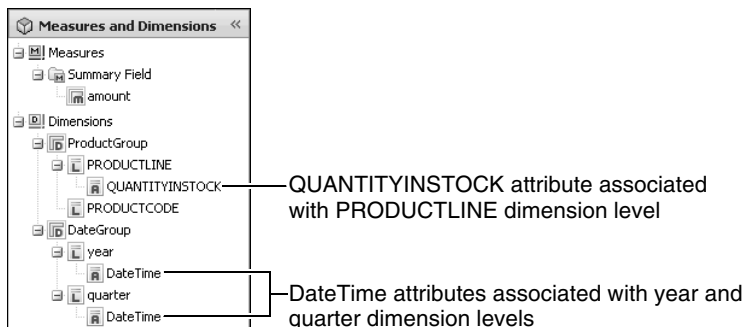 Measures and Dimensions «
Measures
Summary Field
amount
Dimensions
ProductGroup
PRODUCTLINE
QUANTITYINSTOCK
PRODUCTCODE
DateGroup
year
DateTime
quarter
DateTime
QUANTITYINSTOCK attribute associated
with PRODUCTLINE dimension level
DateTime attributes associated with year and
quarter dimension levels